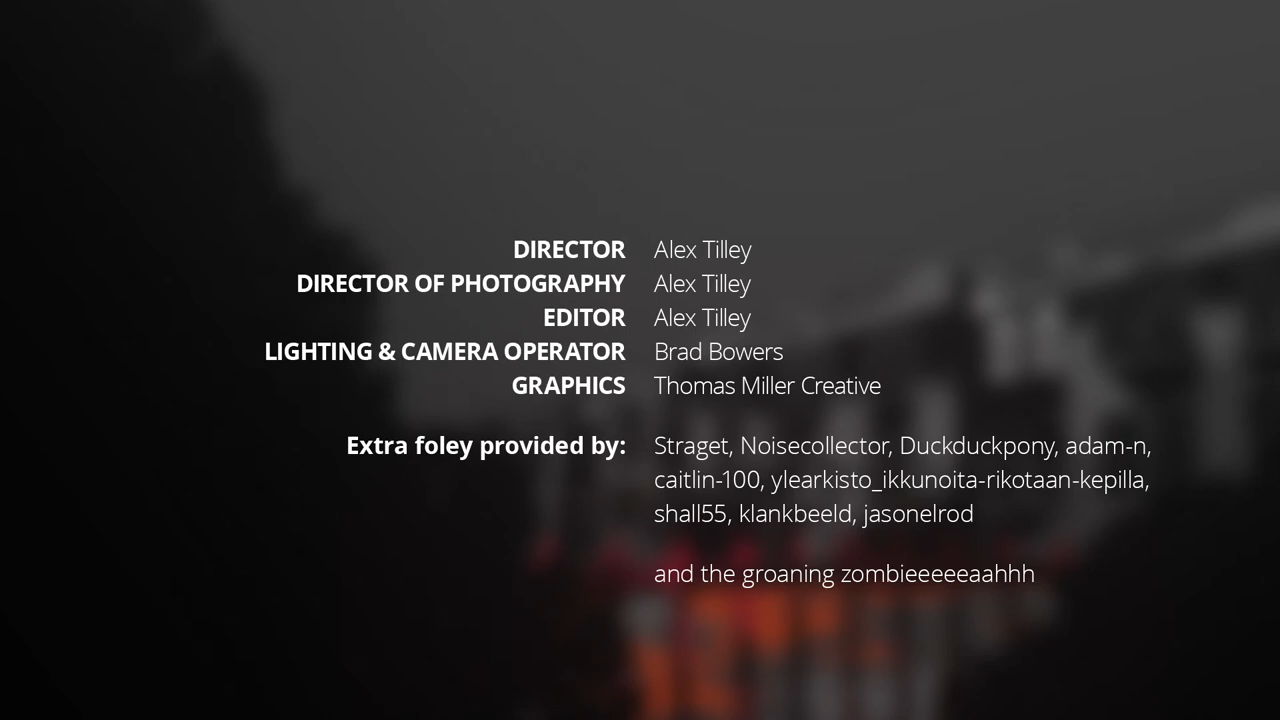 DIRECTOR Alex Tilley
DIRECTOR OF PHOTOGRAPHY Alex Tilley
EDITOR Alex Tilley
LIGHTING & CAMERA OPERATOR Brad Bowers
GRAPHICS Thomas Miller Creative
Extra foley provided by: Straget, Noisecollector, Duckduckpony, adam-n,
caitlin-100, ylearkisto_ikkunoita-rikotaan-kepilla,
shall55, klankbeeld, jasonelrod
and the groaning zombieeeeeaahhh